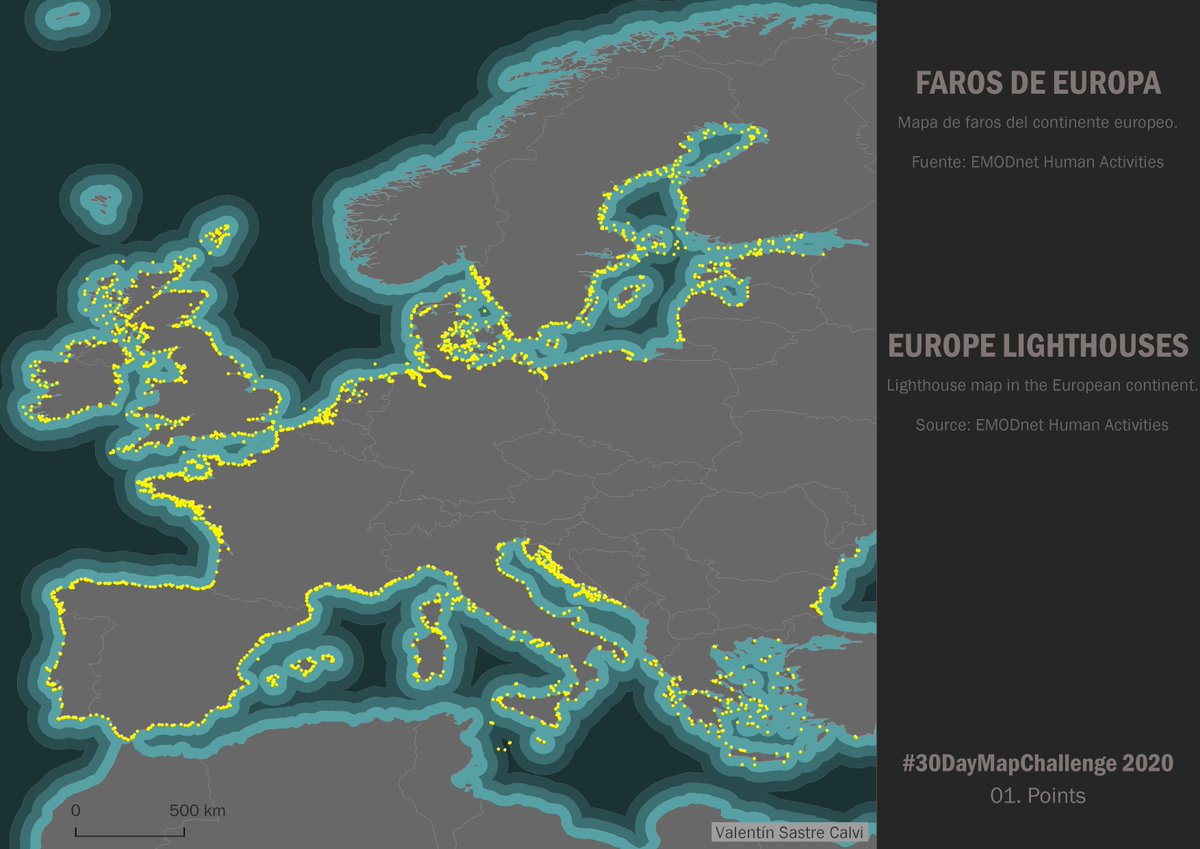 FAROS DE EUROPA
Mapa de faros del continente europeo.
Fuente: EMODnet Human Activities
EUROPE LIGHTHOUSES
Lighthouse map in the European continent.
Source: EMODnet Human Activities
#30DayMapChallenge 2020
01. Points
0 500 km
Valentín Sastre Calvi